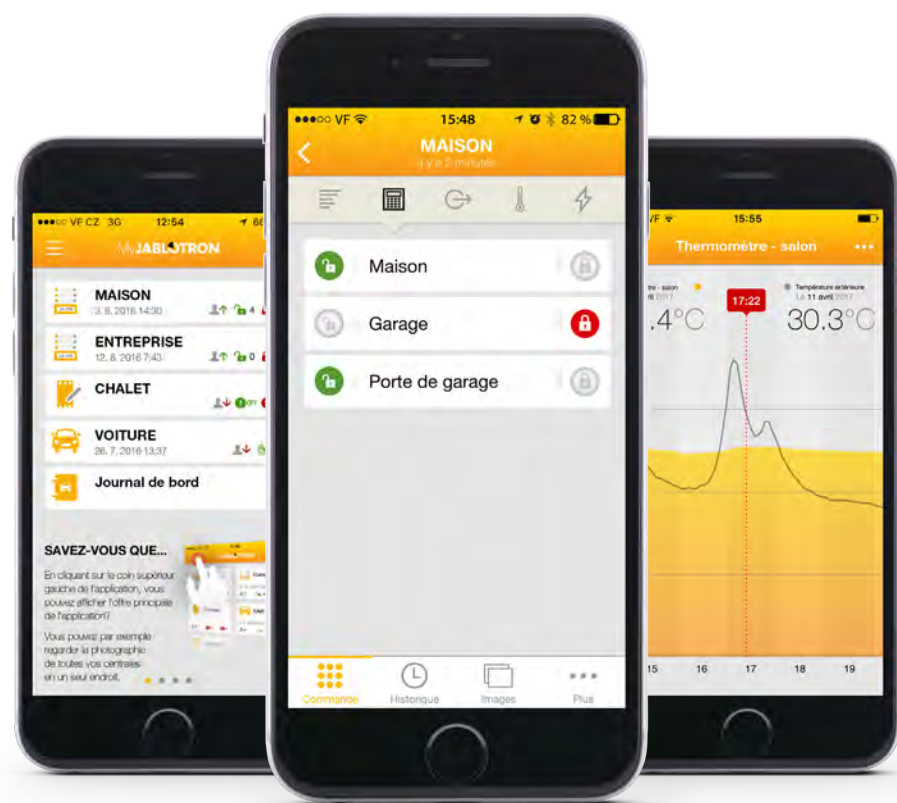 VF CZ 3G 12:54
MyJABLOTRON
MAISON
3. 8. 2016 14:30
4
ENTREPRISE
12. 8. 2016 7:43
0
CHALET
OFF
VOITURE
26. 7. 2016 13:37
Journal de bord
SAVEZ-VOUS QUE...
En cliquant sur le coin supérieur
gauche de l'application, vous
pouvez afficher l'offre principale
de l'application?
Vous pouvez par exemple
regarder la photographie
de toutes vos centrales
en un seul endroit.
VF 15:48 82 %
MAISON
il y a 2 minutes
Maison
Garage
Porte de garage
Commande Historique Images Plus
VF 15:55
Thermomètre - salon
Température extérieure
Le 11 avril 2017
17:22
.4°C 30.3°C
15 16 17 18 19